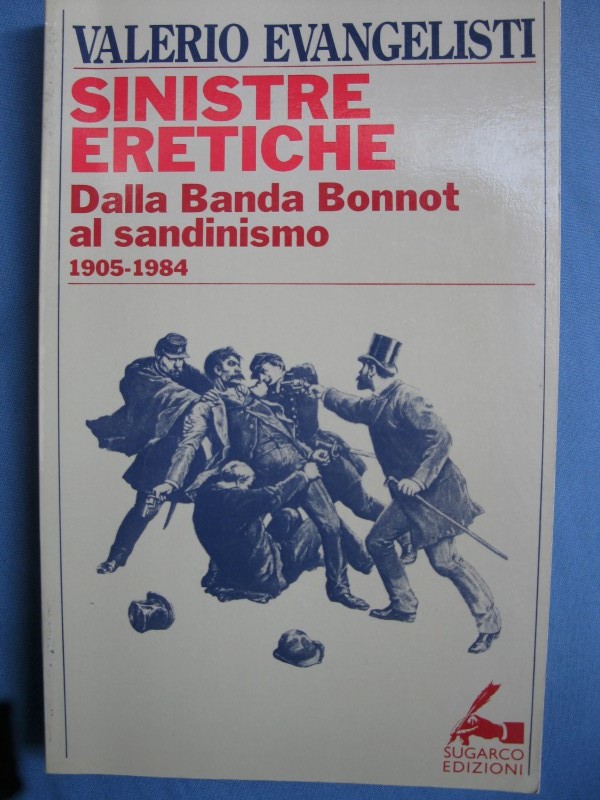 VALERIO EVANGELISTI
SINISTRE
ERETICHE
Dalla Banda Bonnot
al sandinismo
1905-1984
SUGARCO
EDIZIONI